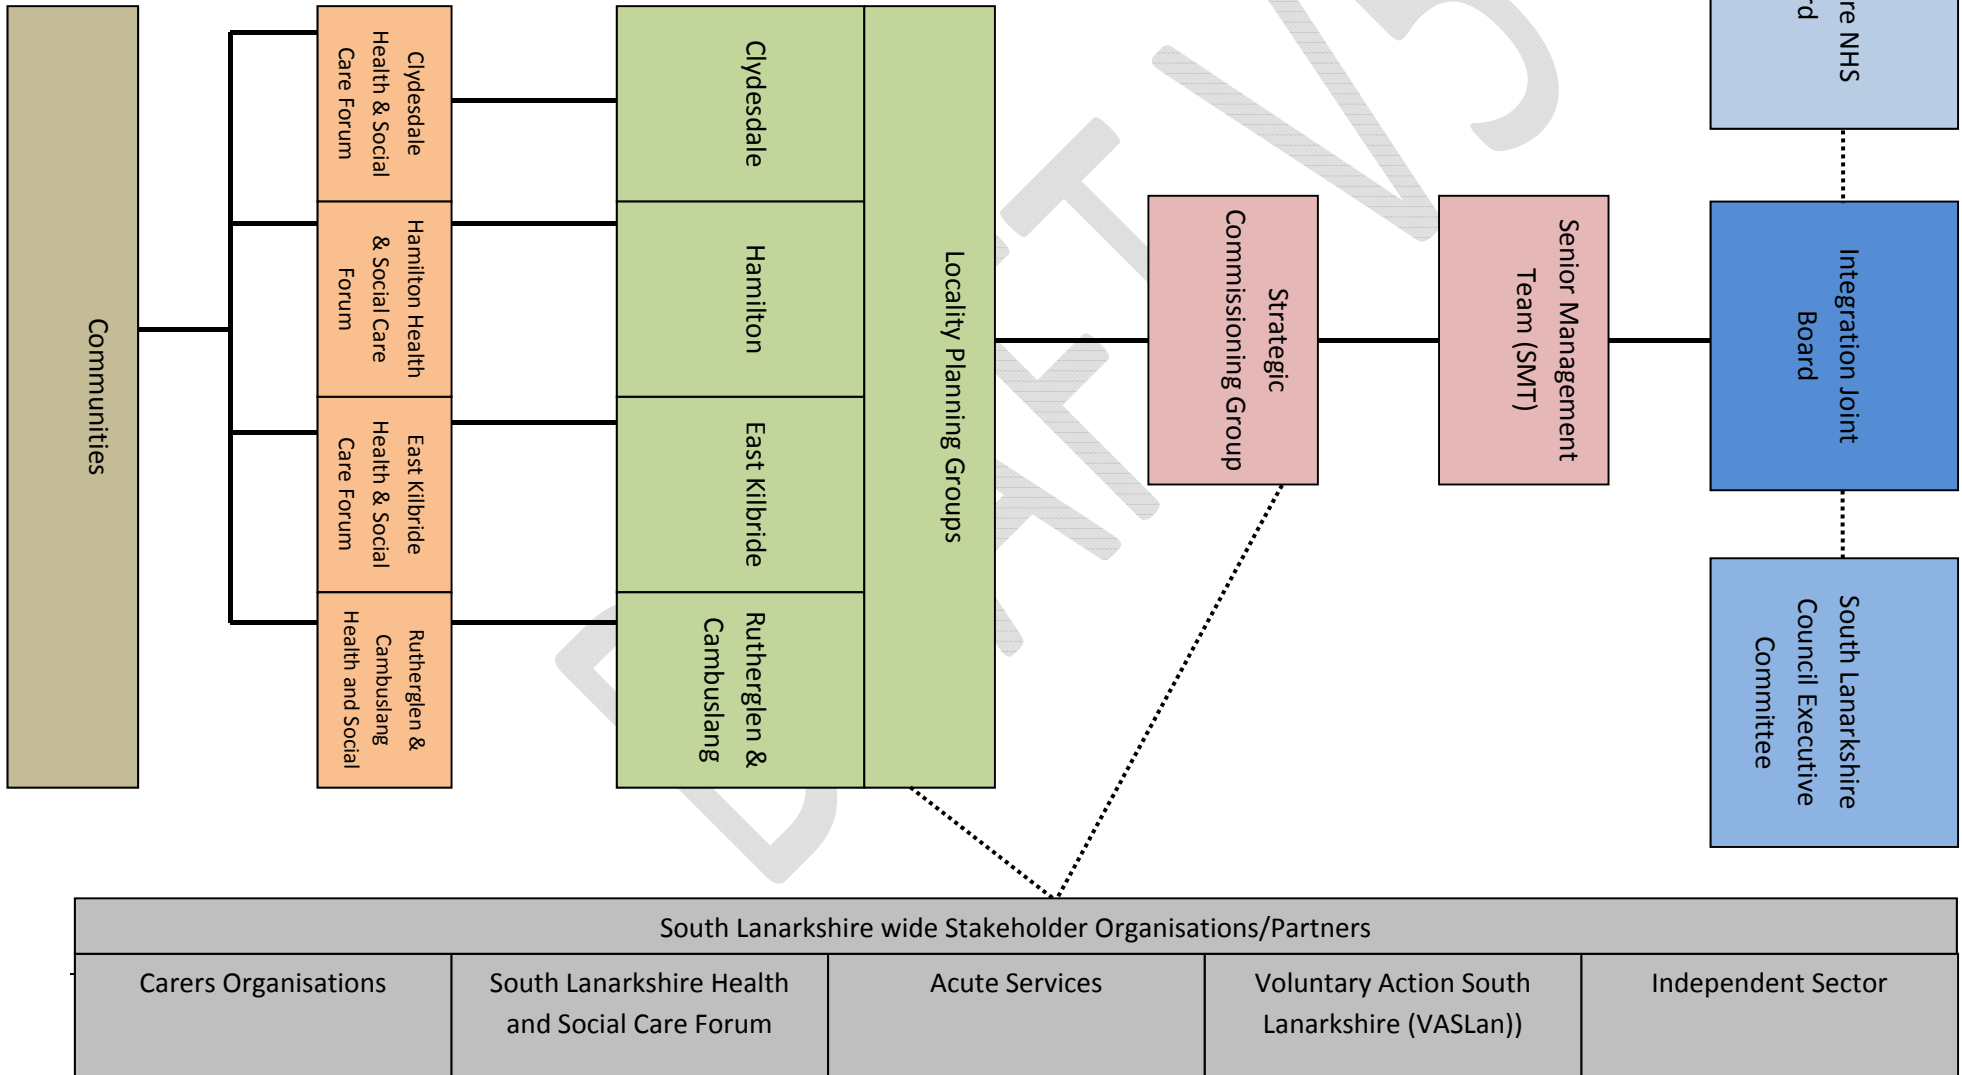 re NHS
rd
Integration Joint
Board
South Lanarkshire
Council Executive
Committee
Senior Management
Team (SMT)
Strategic
Commissioning Group
Locality Planning Groups
Clydesdale
Hamilton
East Kilbride
Rutherglen &
Cambuslang
Clydesdale
Health & Social
Care Forum
Hamilton Health
& Social Care
Forum
East Kilbride
Health & Social
Care Forum
Rutherglen &
Cambuslang
Health and Social
Communities
South Lanarkshire wide Stakeholder Organisations/Partners
Carers Organisations
South Lanarkshire Health
and Social Care Forum
Acute Services
Voluntary Action South
Lanarkshire (VASLan))
Independent Sector
DRAFT V5